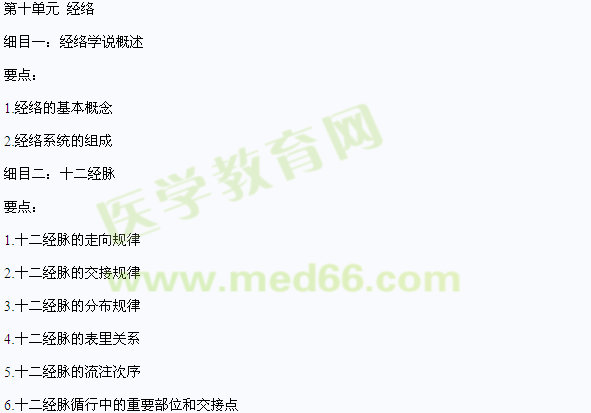 第十单元 经络
细目一：经络学说概述
要点：
1.经络的基本概念
2.经络系统的组成
细目二：十二经脉
要点：
1.十二经脉的走向规律
2.十二经脉的交接规律
3.十二经脉的分布规律
4.十二经脉的表里关系
5.十二经脉的流注次序
6.十二经脉循行中的重要部位和交接点
医学教育网
www.med66.com